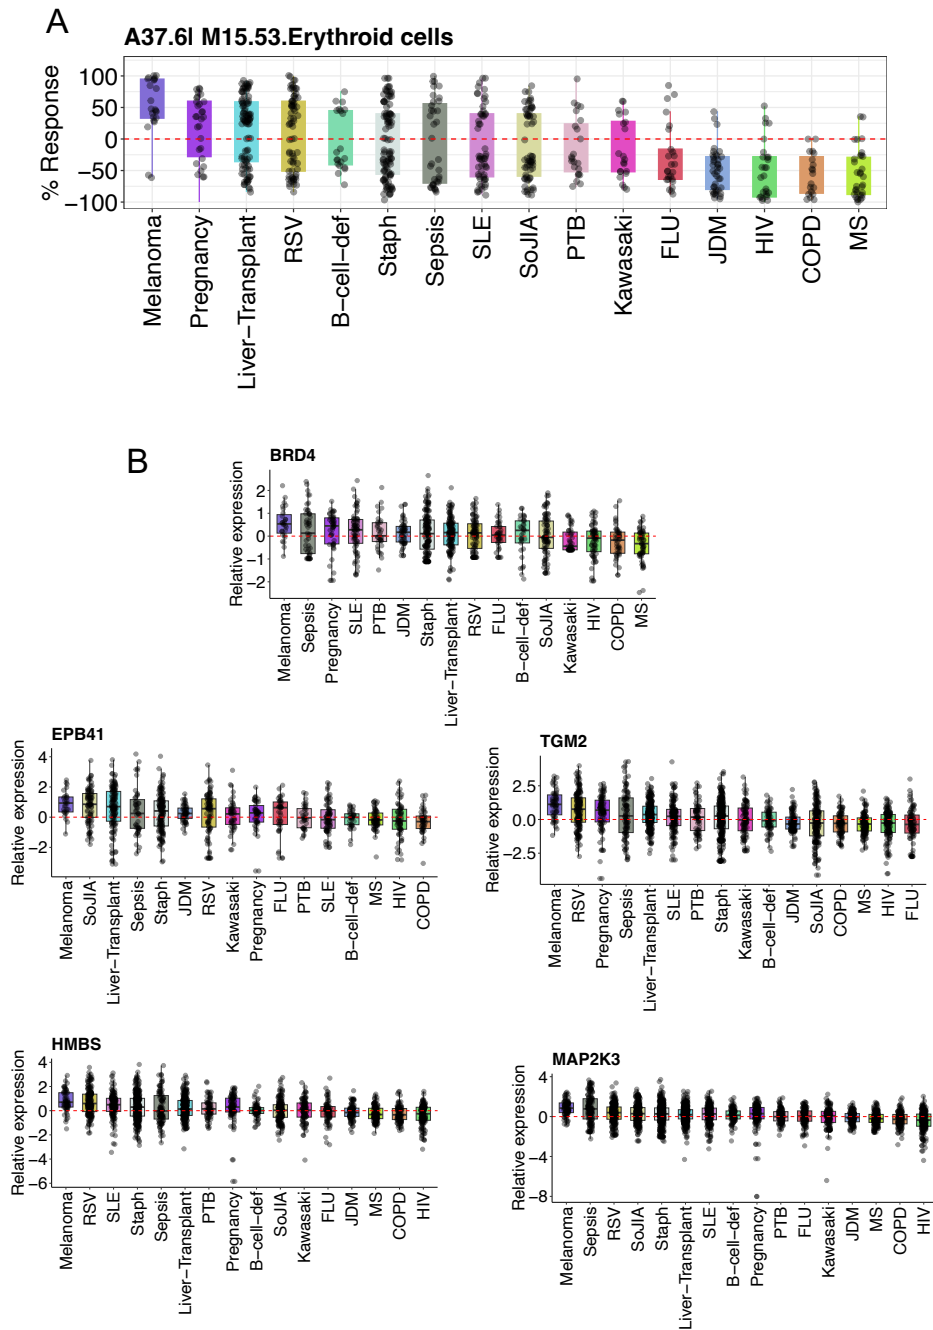 A
A37.6l M15.53.Erythroid cells
% Response
100
50
0
−50
−100
Melanoma
Pregnancy
Liver−Transplant
RSV
B−cell−def
Staph
Sepsis
SLE
SoJIA
PTB
Kawasaki
FLU
JDM
HIV
COPD
MS
B
BRD4
Relative expression
2
1
0
−1
−2
Melanoma
Sepsis
Pregnancy
SLE
PTB
JDM
Staph
Liver−Transplant
RSV
FLU
B−cell−def
SoJIA
Kawasaki
HIV
COPD
MS
EPB41
Relative expression
4
2
0
−2
Melanoma
SoJIA
Liver−Transplant
Sepsis
Staph
JDM
RSV
Kawasaki
Pregnancy
FLU
PTB
SLE
B−cell−def
MS
HIV
COPD
TGM2
Relative expression
2.5
0.0
−2.5
Melanoma
RSV
Pregnancy
Sepsis
Liver−Transplant
SLE
PTB
Staph
Kawasaki
B−cell−def
JDM
SoJIA
COPD
MS
HIV
FLU
HMBS
Relative expression
4
2
0
−2
−4
−6
Melanoma
RSV
SLE
Staph
Sepsis
Liver−Transplant
PTB
Pregnancy
B−cell−def
SoJIA
Kawasaki
FLU
JDM
MS
COPD
HIV
MAP2K3
Relative expression
4
0
−4
−8
Melanoma
Sepsis
RSV
SoJIA
Staph
Liver−Transplant
SLE
B−cell−def
Pregnancy
PTB
FLU
Kawasaki
JDM
MS
COPD
HIV